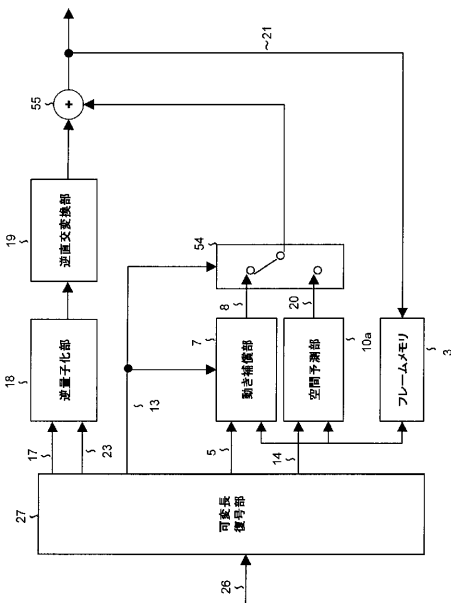 26
27
可変長
復号部
17
23
13
5
14
18
逆量子化部
19
逆直交変換部
7
動き補償部
8
空間予測部
20
10a
フレームメモリ
3
54
55
+
21